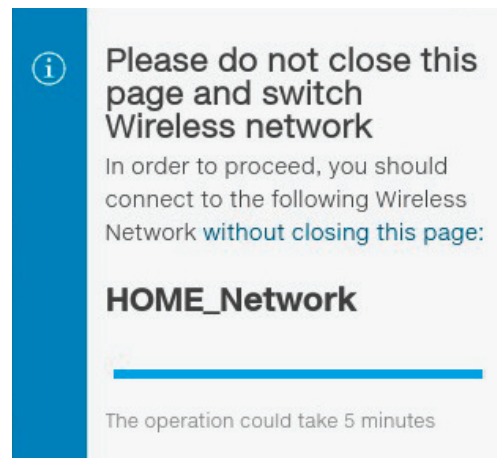 Please do not close this
page and switch
Wireless network
In order to proceed, you should
connect to the following Wireless
Network without closing this page:
HOME_Network
The operation could take 5 minutes